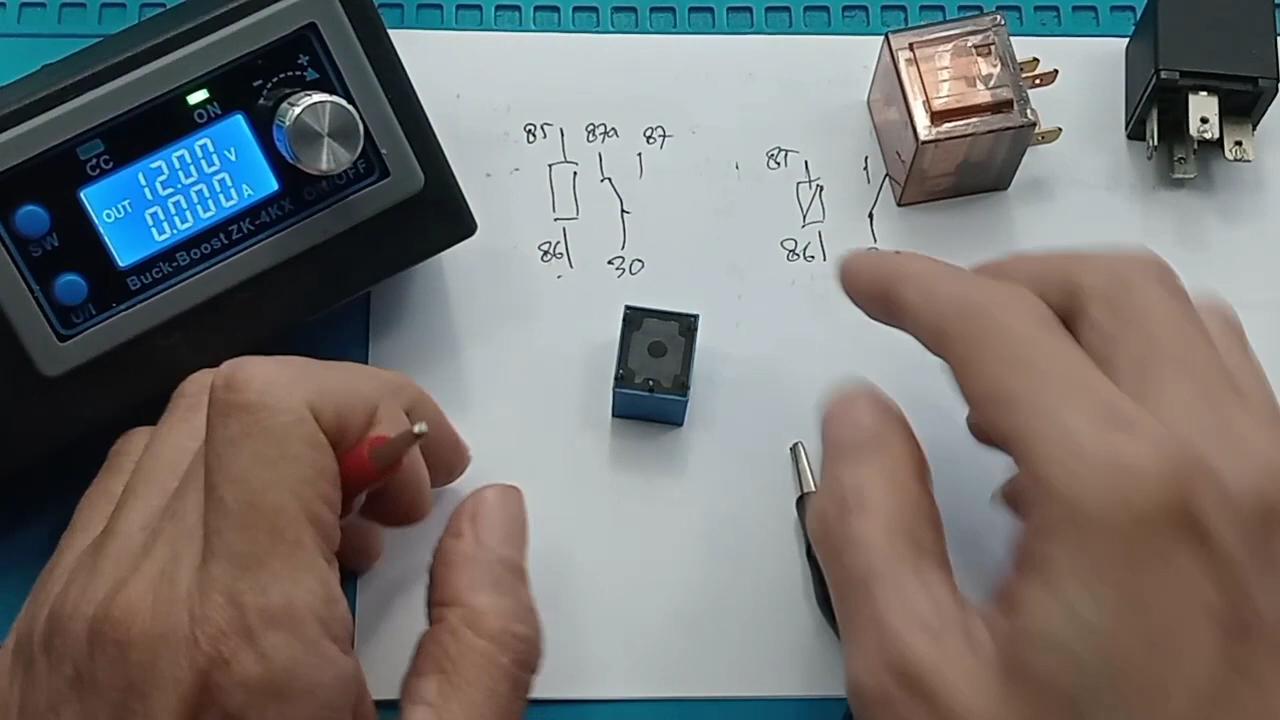 ON
CC
OUT 12.00 V
0.000 A
ON/OFF
SW
U/I
Buck-Boost ZK-4KX
85 87a 87
86 30
85
86